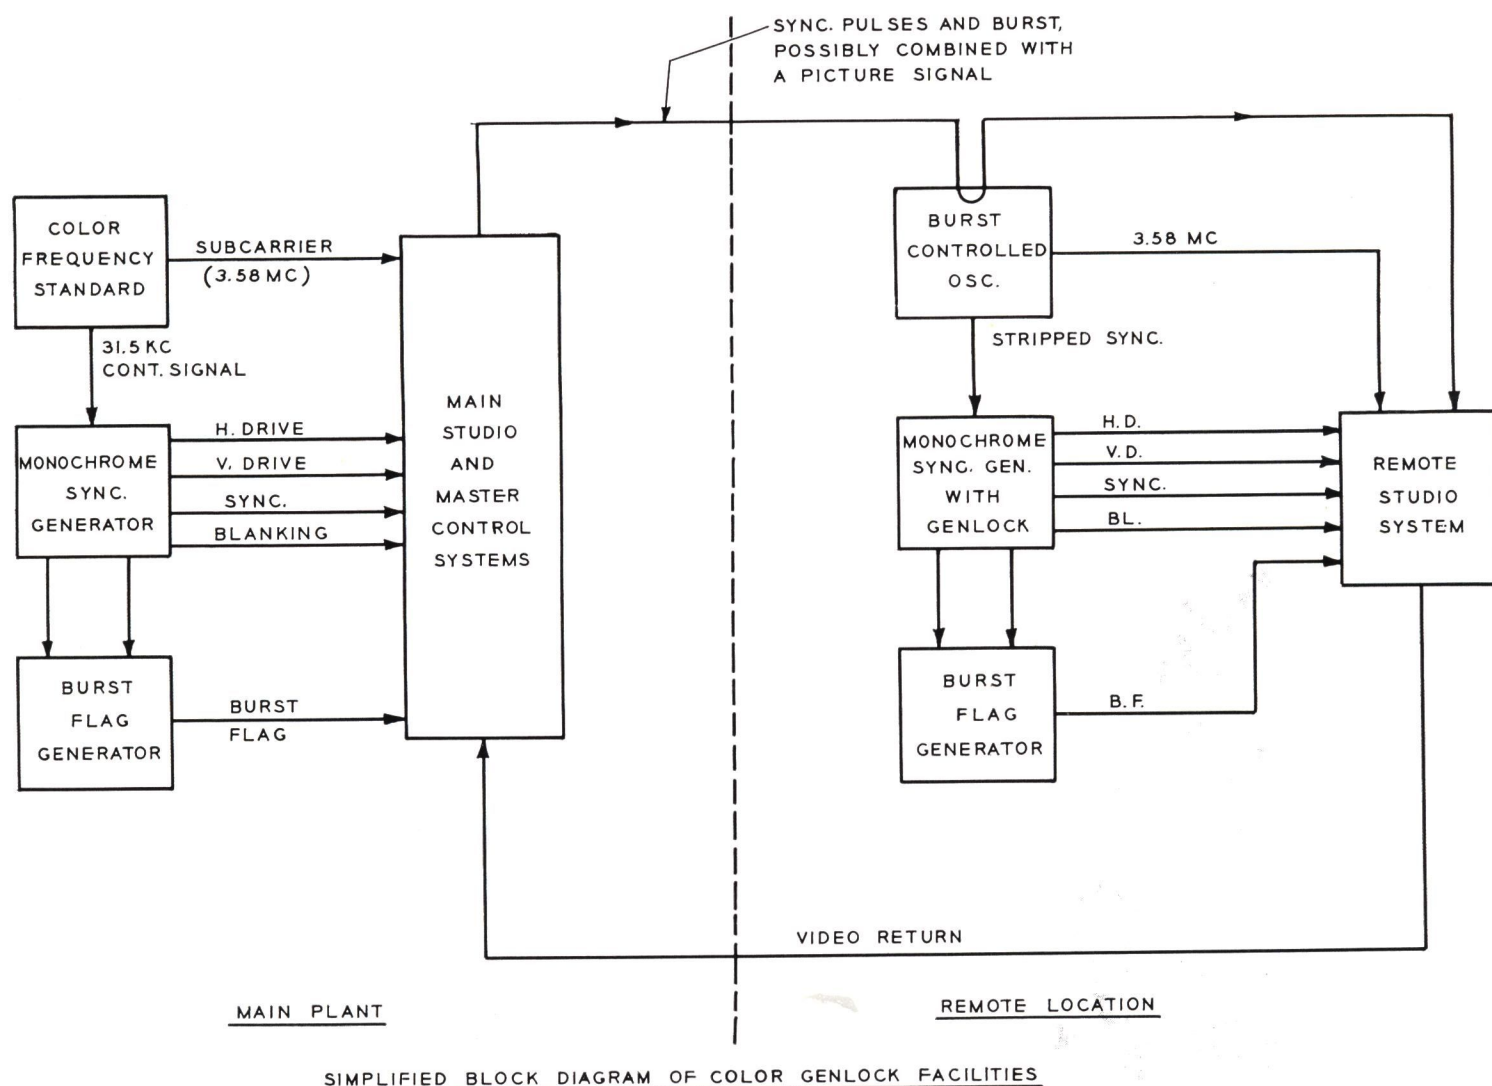 SYNC. PULSES AND BURST,
POSSIBLY COMBINED WITH
A PICTURE SIGNAL
COLOR
FREQUENCY
STANDARD
SUBCARRIER
(3.58 MC)
31.5 KC
CONT. SIGNAL
MONOCHROME
SYNC.
GENERATOR
H. DRIVE
V. DRIVE
SYNC.
BLANKING
BURST
FLAG
GENERATOR
BURST
FLAG
MAIN
STUDIO
AND
MASTER
CONTROL
SYSTEMS
BURST
CONTROLLED
OSC.
3.58 MC
STRIPPED SYNC.
MONOCHROME
SYNC. GEN.
WITH
GENLOCK
H.D.
V.D.
SYNC.
BL.
REMOTE
STUDIO
SYSTEM
BURST
FLAG
GENERATOR
B.F.
VIDEO RETURN
MAIN PLANT
REMOTE LOCATION
SIMPLIFIED BLOCK DIAGRAM OF COLOR GENLOCK FACILITIES